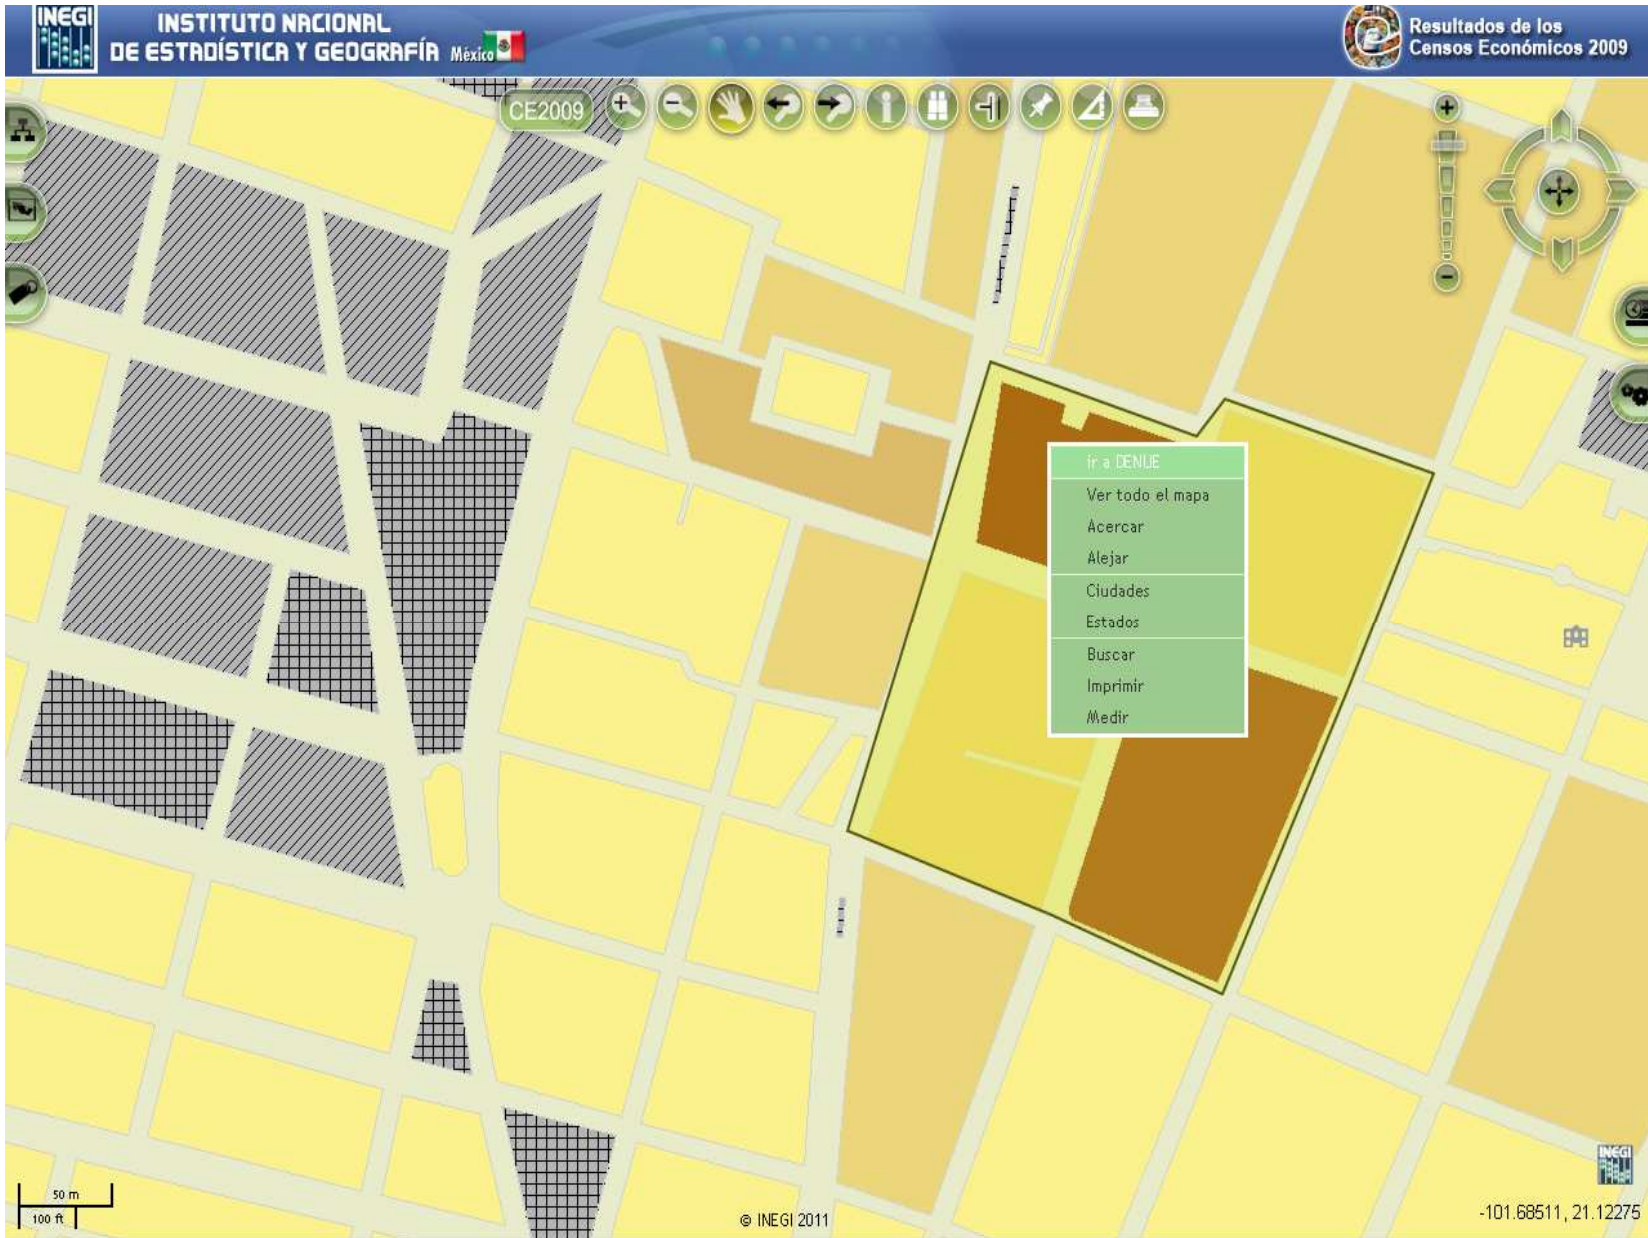 INEGI
INSTITUTO NACIONAL
DE ESTADÍSTICA Y GEOGRAFÍA México
Resultados de los
Censos Económicos 2009
CE2009
ir a DENUE
Ver todo el mapa
Acercar
Alejar
Ciudades
Estados
Buscar
Imprimir
Medir
INEGI
50 m
100 ft
© INEGI 2011
-101.68511, 21.12275